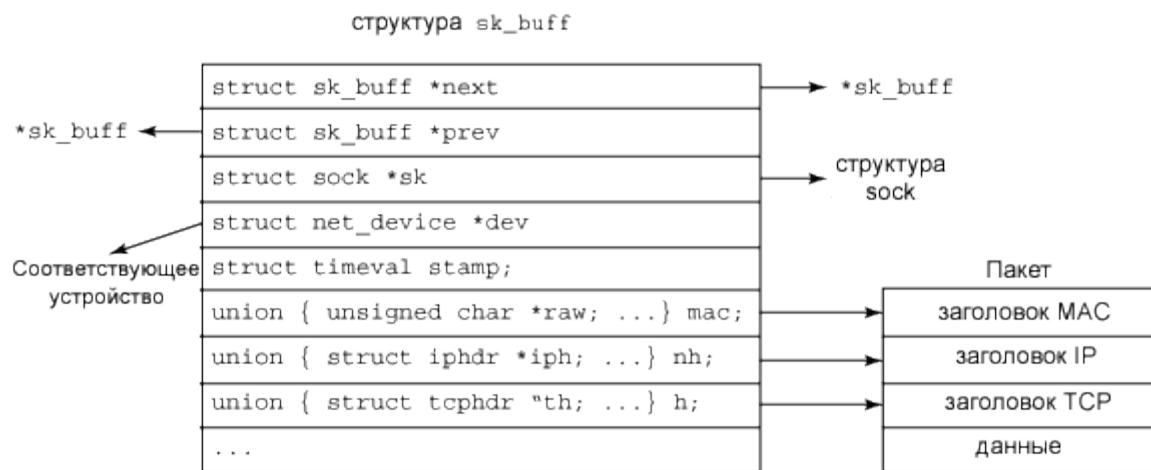 структура sk_buff
struct sk_buff *next
*sk_buff
*sk_buff
struct sk_buff *prev
struct sock *sk
структура
sock
struct net_device *dev
Соответствующее
устройство
struct timeval stamp;
Пакет
union { unsigned char *raw; ...} mac;
заголовок MAC
union { struct iphdr *iph; ...} nh;
заголовок IP
union { struct tcphdr "th; ...} h;
заголовок TCP
...
данные